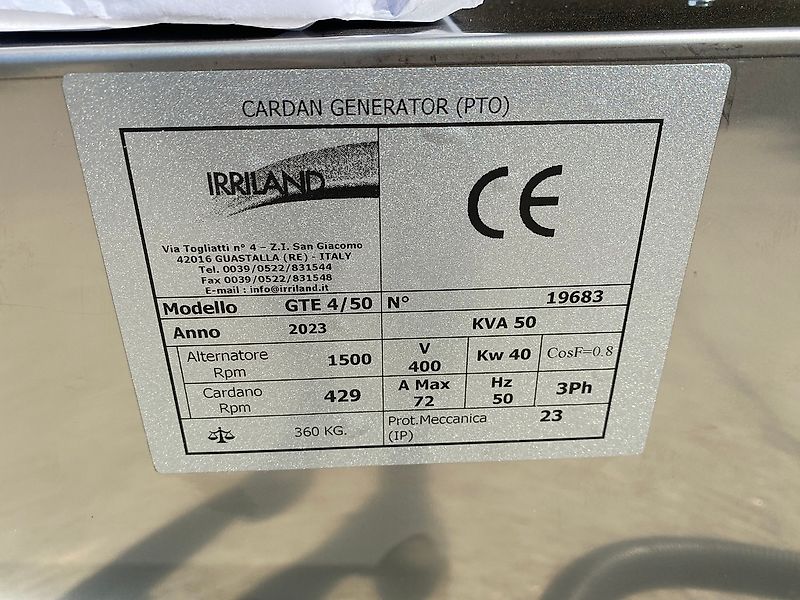 CARDAN GENERATOR (PTO)
IRRILAND
CE
Via Togliatti n° 4 – Z.I. San Giacomo
42016 GUASTALLA (RE) - ITALY
Tel. 0039/0522/831544
Fax 0039/0522/831548
E-mail : info@irriland.it
Modello GTE 4/50 N° 19683
Anno 2023 KVA 50
Alternatore Rpm 1500
V 400
Kw 40
CosF=0.8
Cardano Rpm 429
A Max 72
Hz 50
3Ph
360 KG.
Prot.Meccanica (IP) 23